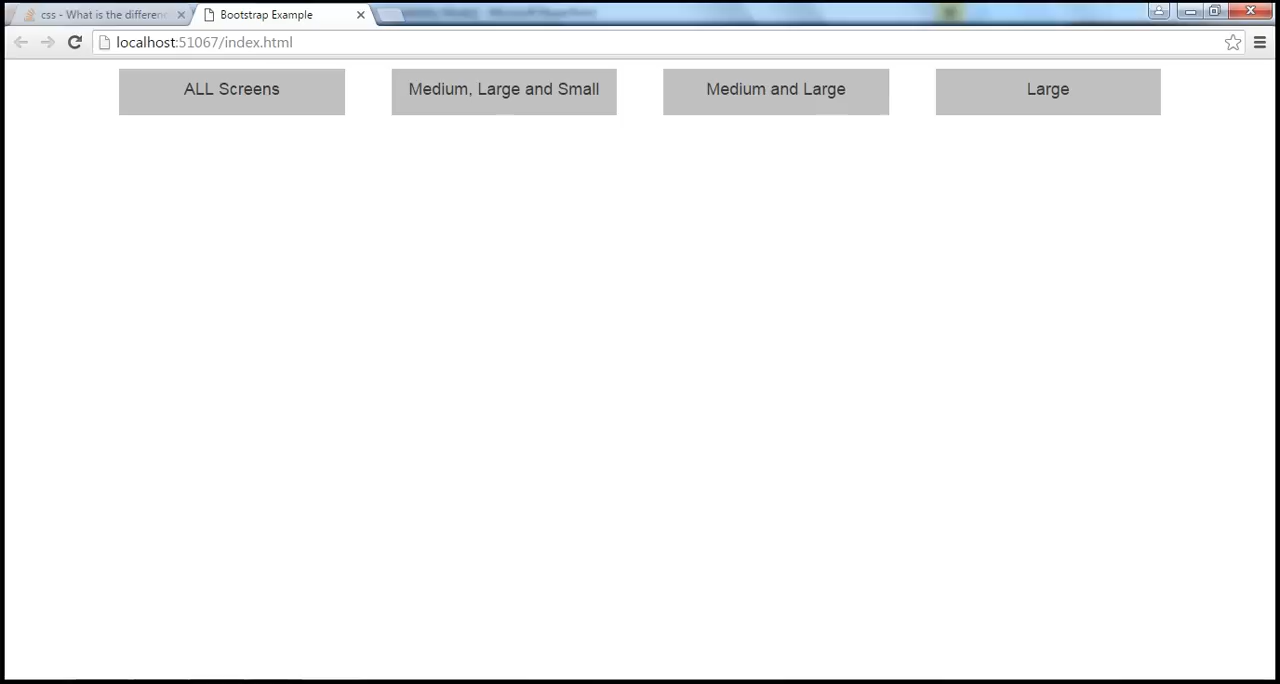 css - What is the differen
Bootstrap Example
localhost:51067/index.html
ALL Screens
Medium, Large and Small
Medium and Large
Large